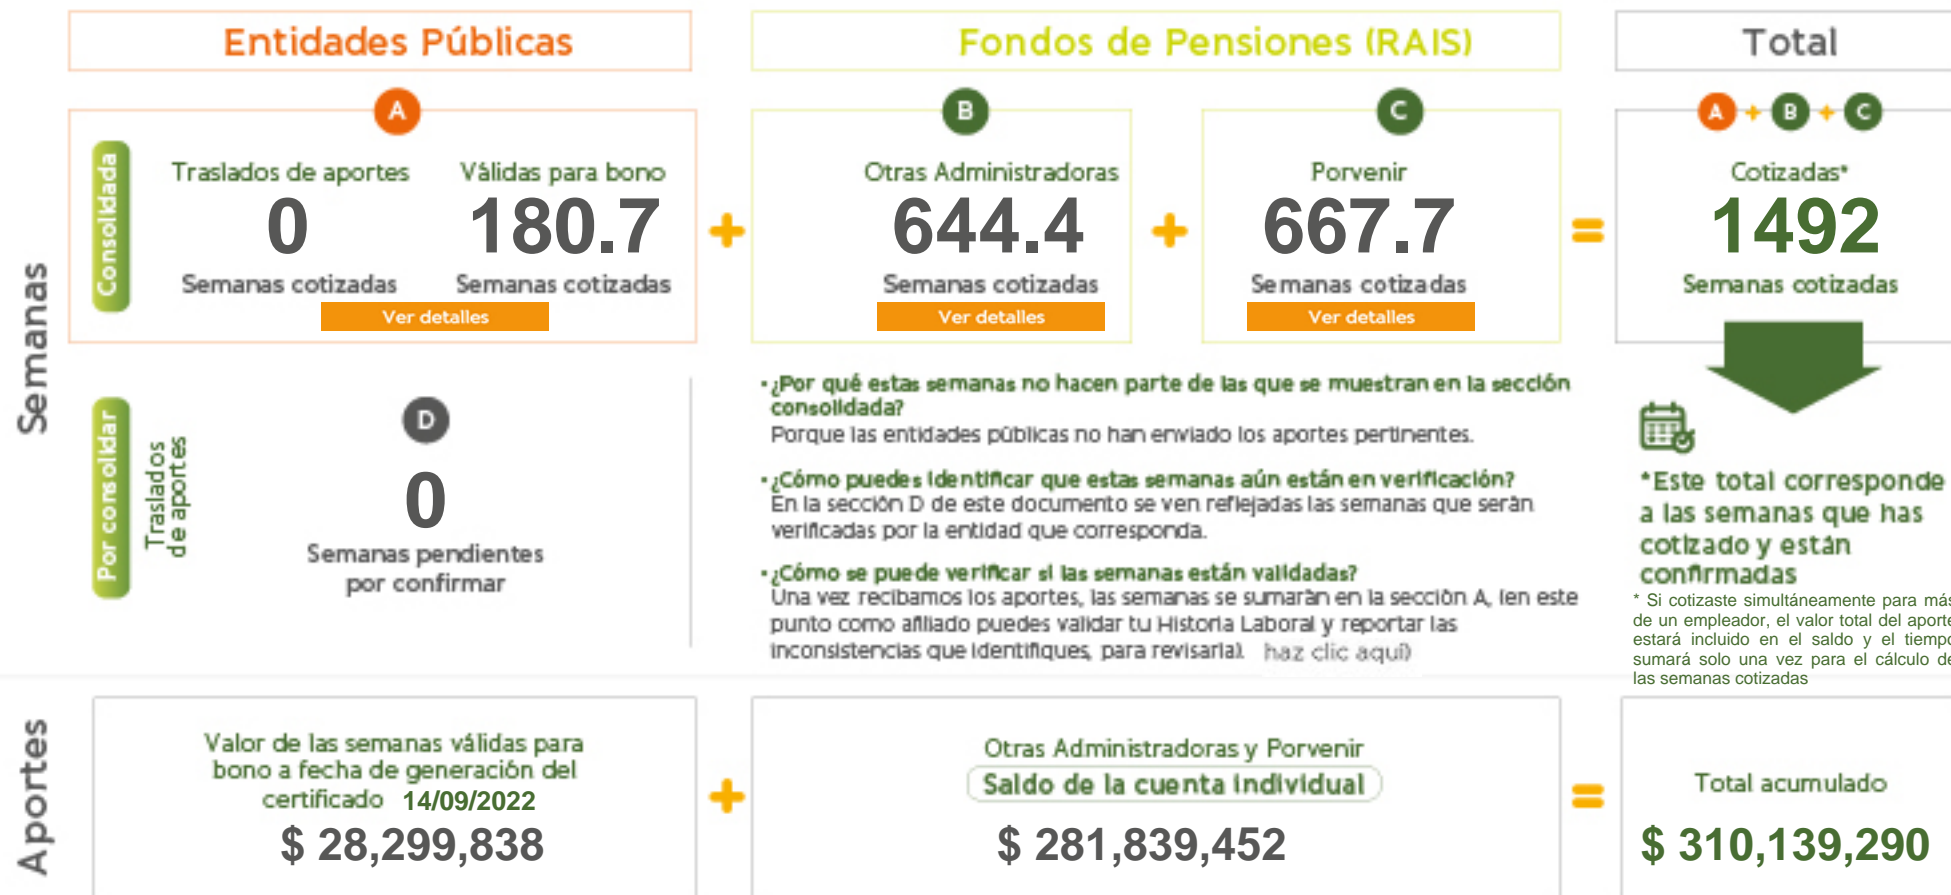 Entidades Públicas
Fondos de Pensiones (RAIS)
Total
Semanas
Consolidada
A
Traslados de aportes
0
Semanas cotizadas
Válidas para bono
180.7
Semanas cotizadas
Ver detalles
+
B
Otras Administradoras
644.4
Semanas cotizadas
Ver detalles
+
C
Porvenir
667.7
Semanas cotizadas
Ver detalles
=
A + B + C
Cotizadas*
1492
Semanas cotizadas
Por consolidar
Traslados
de aportes
D
0
Semanas pendientes
por confirmar
• ¿Por qué estas semanas no hacen parte de las que se muestran en la sección
consolidada?
Porque las entidades públicas no han enviado los aportes pertinentes.
• ¿Cómo puedes identificar que estas semanas aún están en verificación?
En la sección D de este documento se ven reflejadas las semanas que serán
verificadas por la entidad que corresponda.
• ¿Cómo se puede verificar si las semanas están validadas?
Una vez recibamos los aportes, las semanas se sumarán en la sección A, (en este
punto como afiliado puedes validar tu Historia Laboral y reportar las
inconsistencias que identifiques, para revisarla). haz clic aquí)
*Este total corresponde
a las semanas que has
cotizado y están
confirmadas
* Si cotizaste simultáneamente para más
de un empleador, el valor total del aporte
estará incluido en el saldo y el tiempo
sumará solo una vez para el cálculo de
las semanas cotizadas
Aportes
Valor de las semanas válidas para
bono a fecha de generación del
certificado 14/09/2022
$ 28,299,838
+
Otras Administradoras y Porvenir
Saldo de la cuenta individual
$ 281,839,452
=
Total acumulado
$ 310,139,290